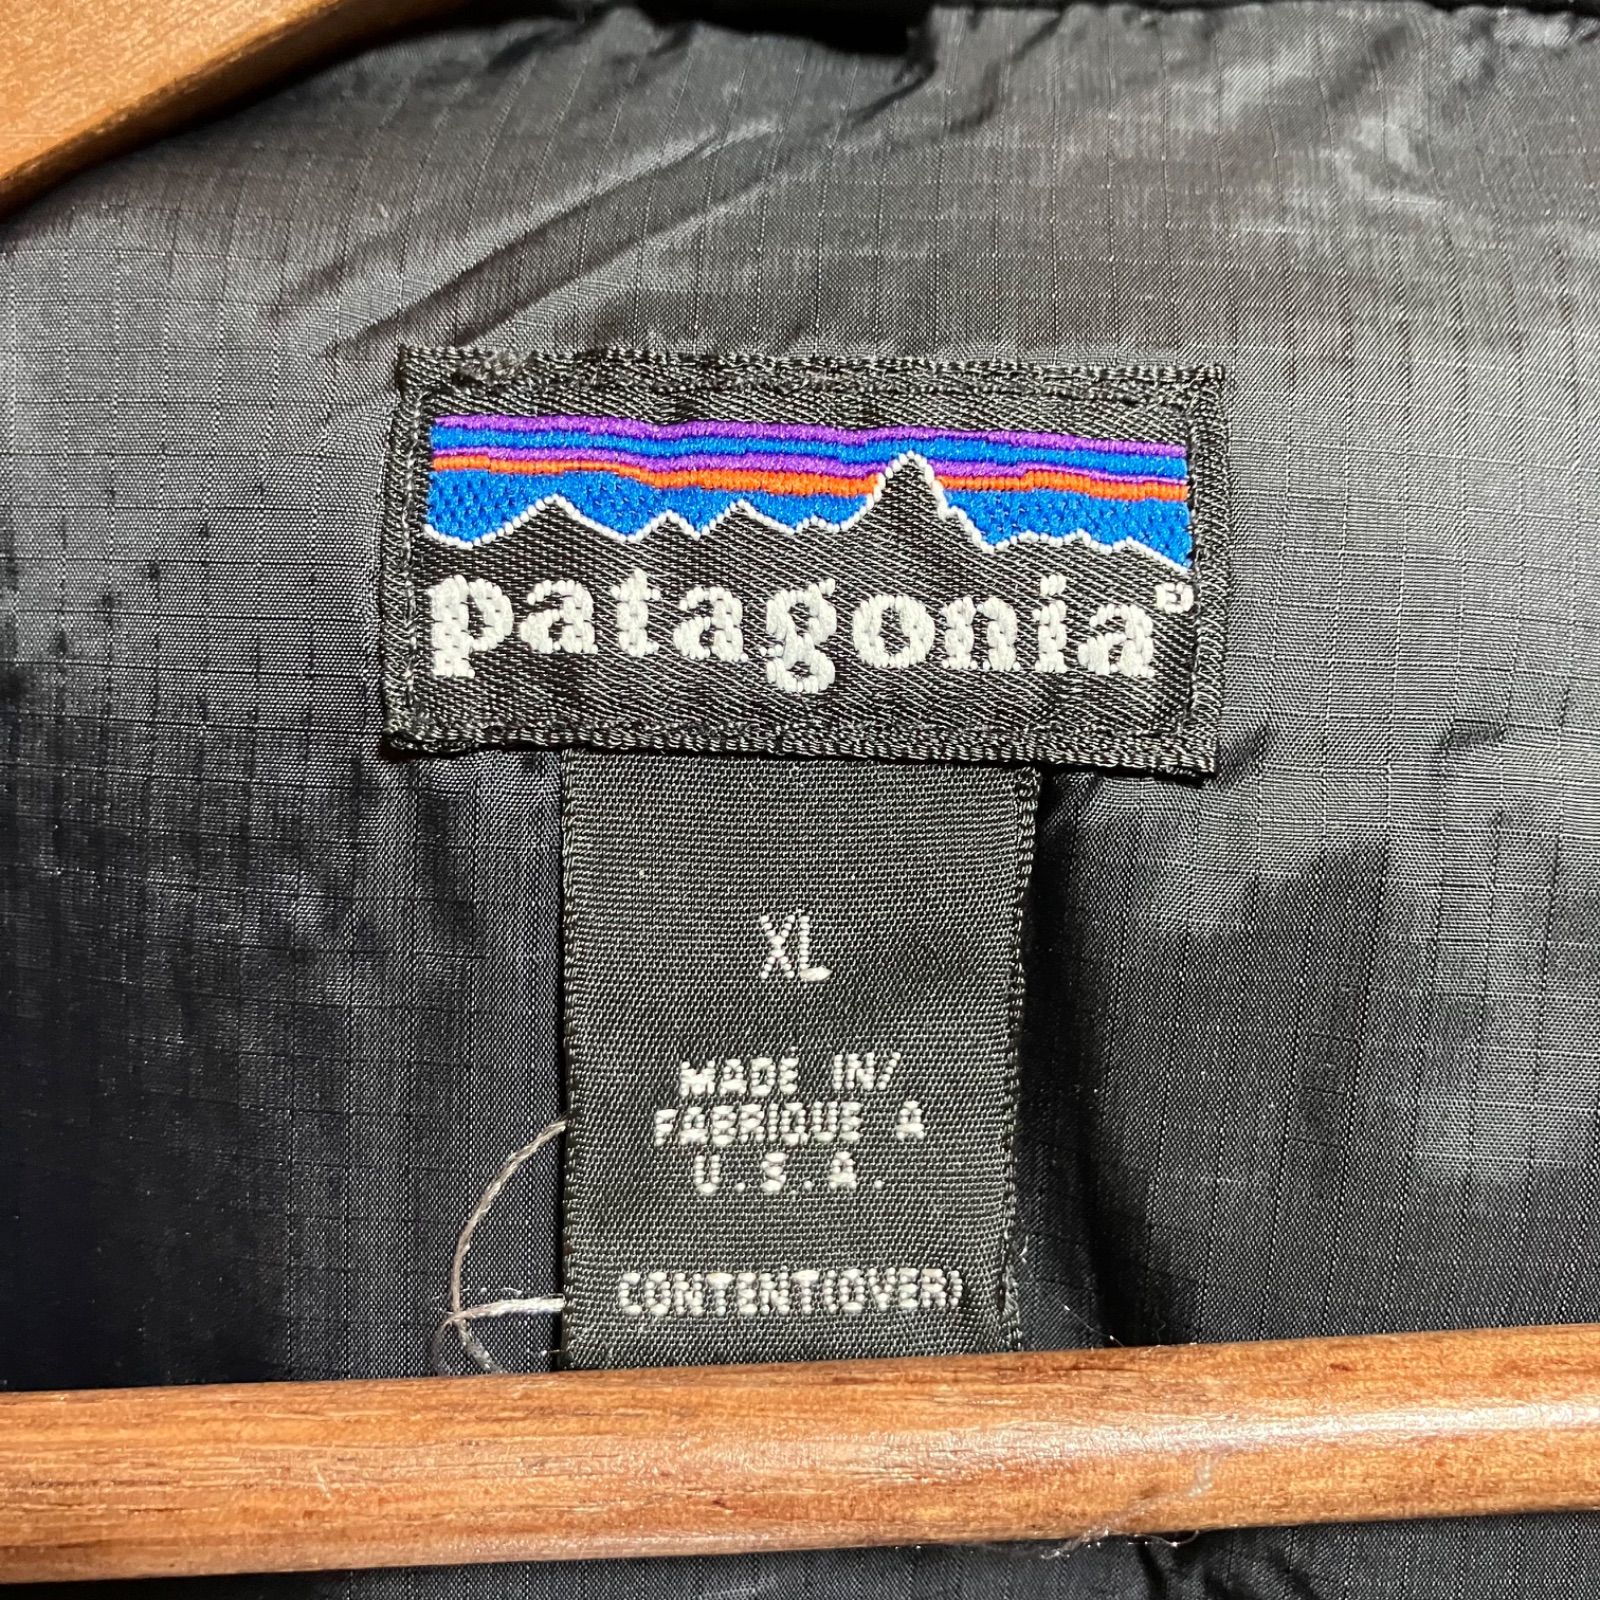 patagonia®
XL
MADE IN/
FABRIQUE A
U.S.A.
CONTENT(OVER)